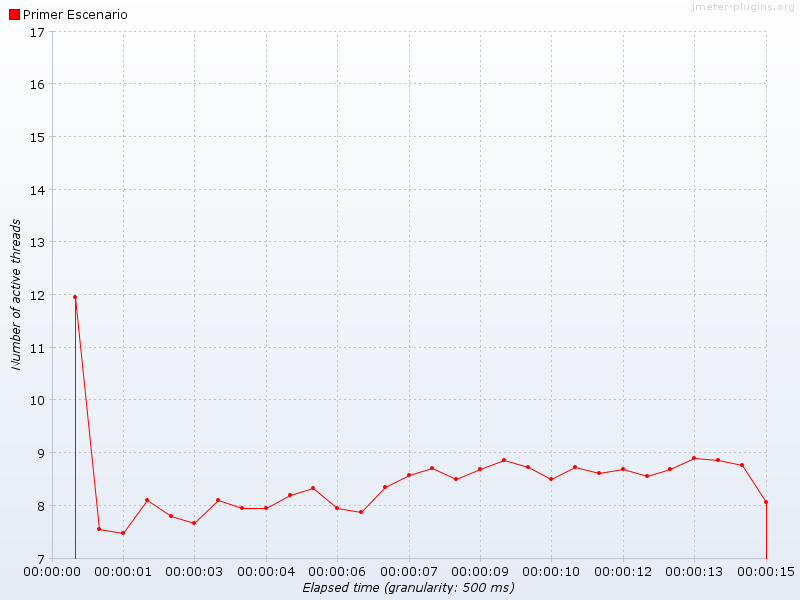 jmeter-plugins.org
Primer Escenario
17
16
15
14
13
12
11
10
9
8
7
Number of active threads
00:00:00 00:00:01 00:00:03 00:00:04 00:00:06 00:00:07 00:00:09 00:00:10 00:00:12 00:00:13 00:00:15
Elapsed time (granularity: 500 ms)